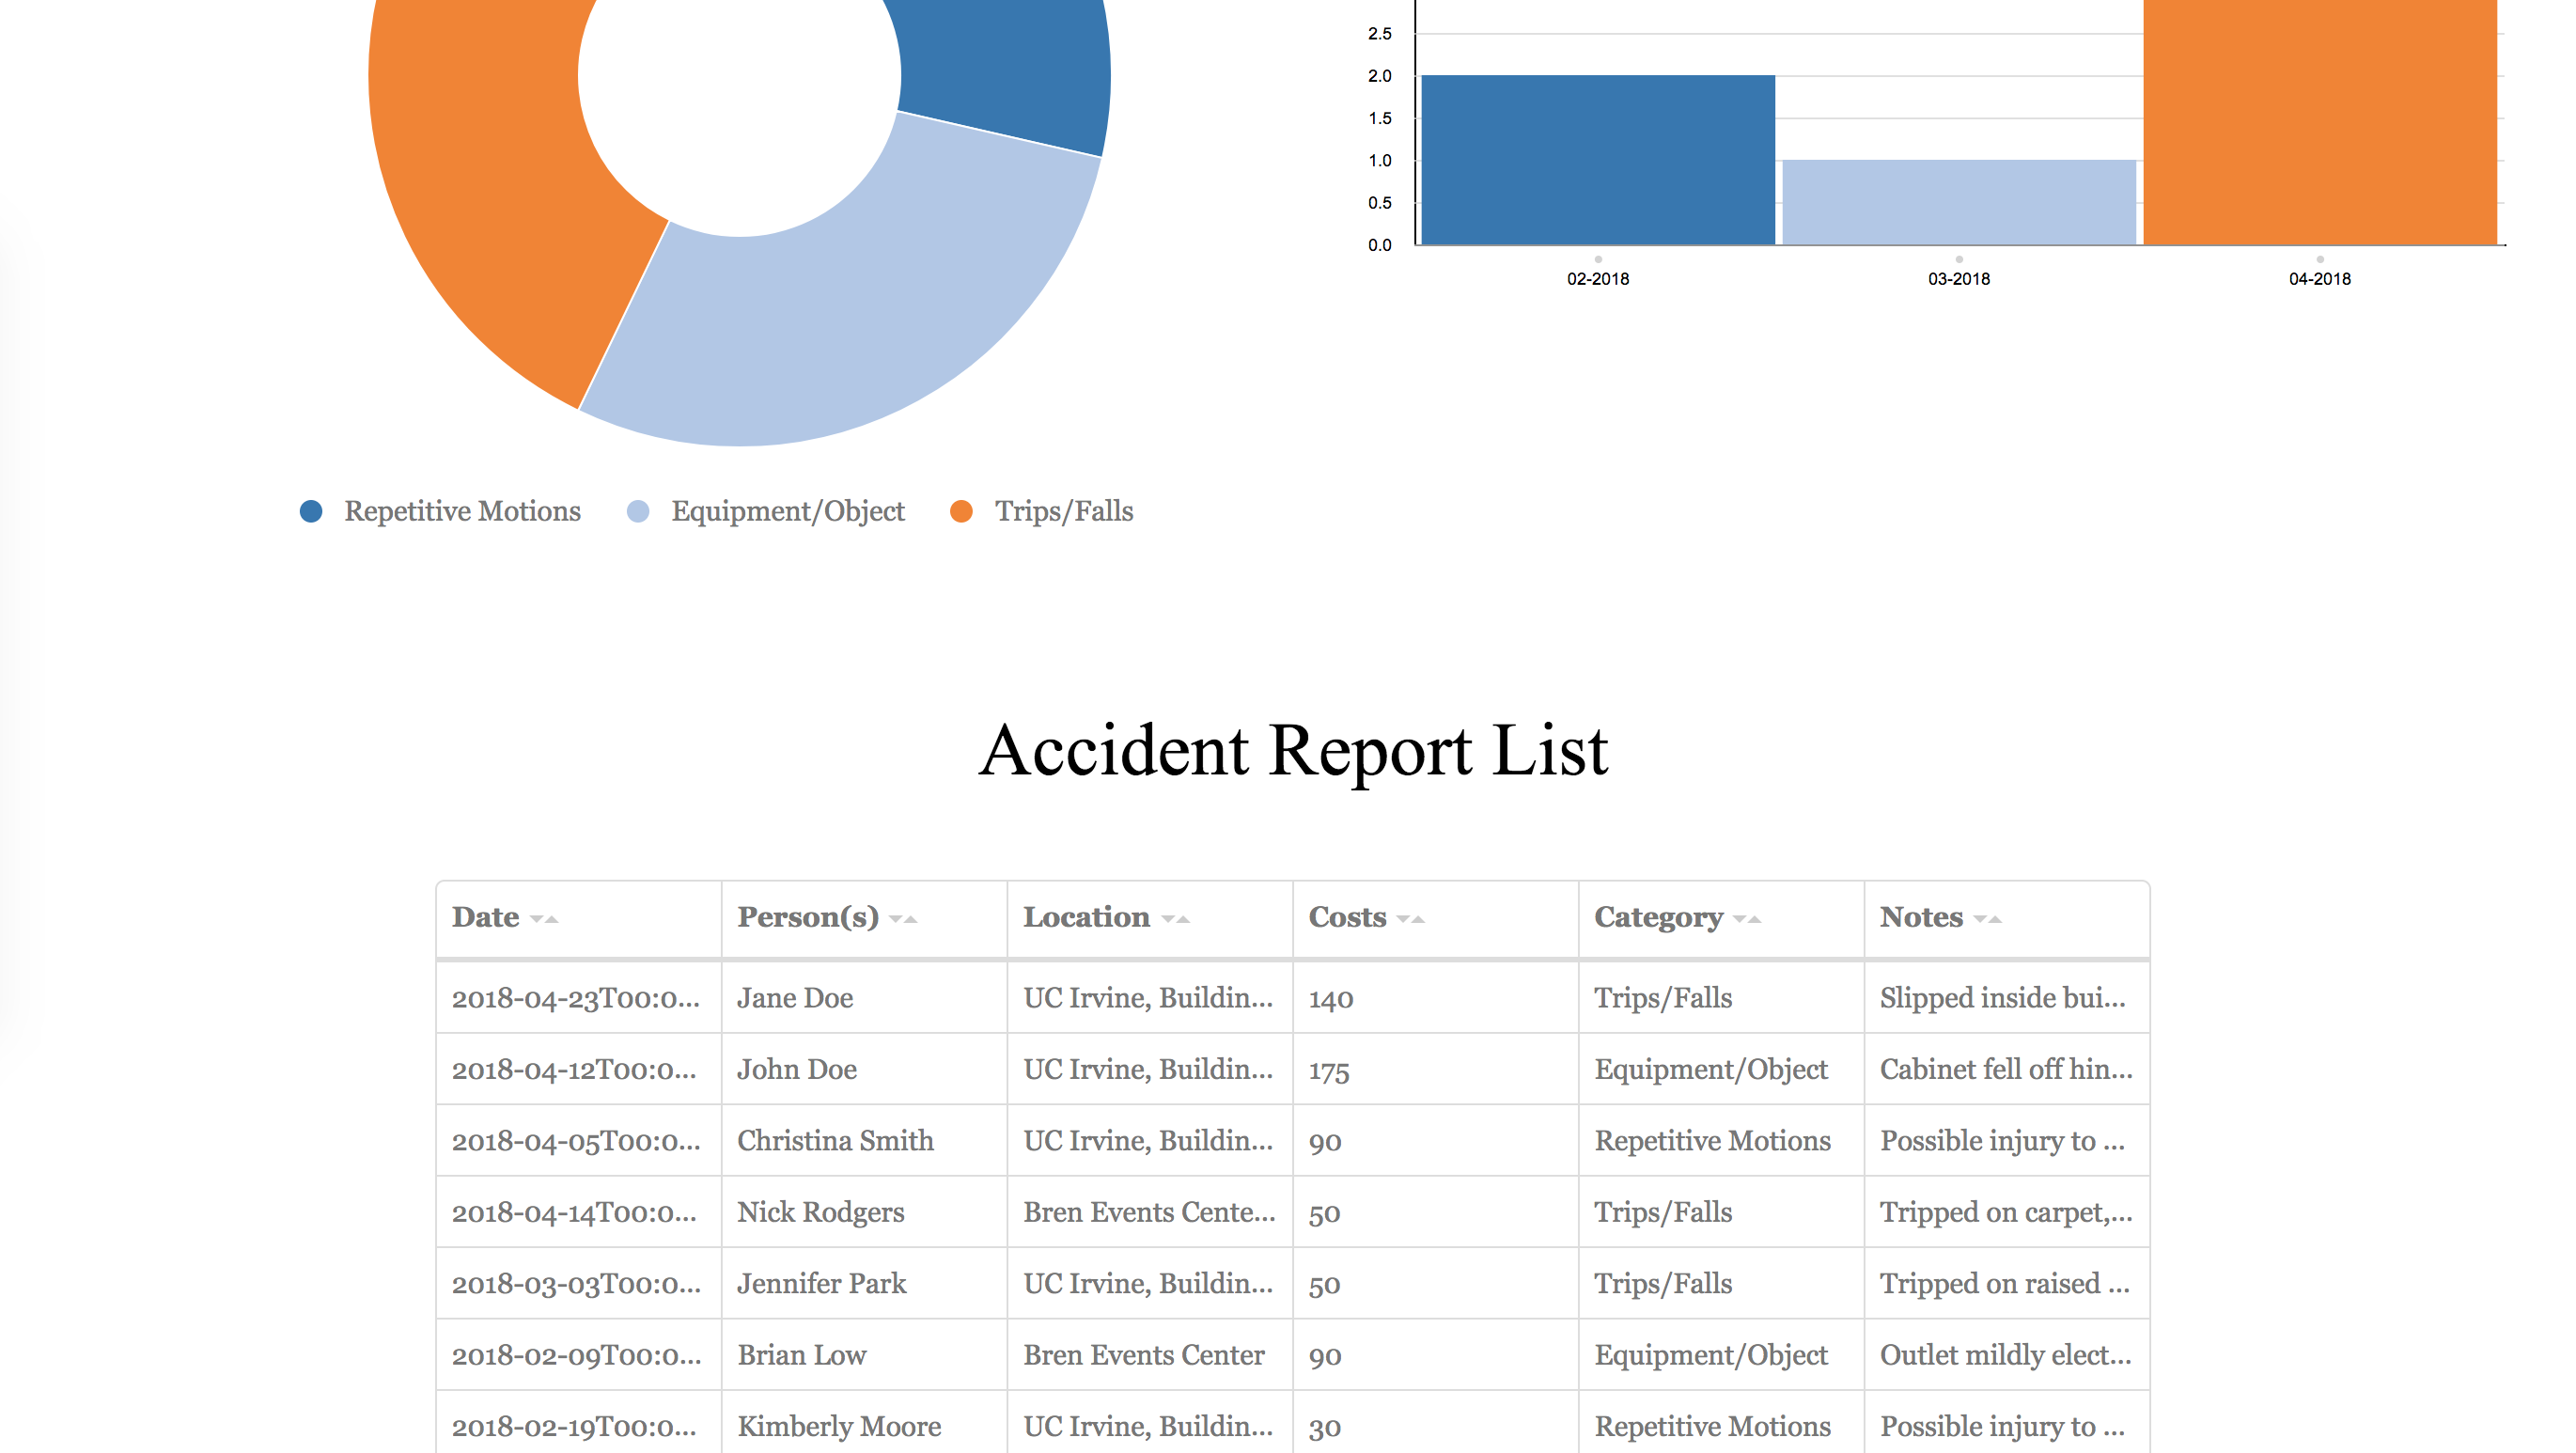 2.5
2.0
1.5
1.0
0.5
0.0
02-2018 03-2018 04-2018
Repetitive Motions Equipment/Object Trips/Falls
Accident Report List
Date Person(s) Location Costs Category Notes
2018-04-23T00:0... Jane Doe UC Irvine, Buildin... 140 Trips/Falls Slipped inside bui...
2018-04-12T00:0... John Doe UC Irvine, Buildin... 175 Equipment/Object Cabinet fell off hin...
2018-04-05T00:0... Christina Smith UC Irvine, Buildin... 90 Repetitive Motions Possible injury to ...
2018-04-14T00:0... Nick Rodgers Bren Events Cente... 50 Trips/Falls Tripped on carpet,...
2018-03-03T00:0... Jennifer Park UC Irvine, Buildin... 50 Trips/Falls Tripped on raised ...
2018-02-09T00:0... Brian Low Bren Events Center 90 Equipment/Object Outlet mildly elect...
2018-02-19T00:0... Kimberly Moore UC Irvine, Buildin... 30 Repetitive Motions Possible injury to ...